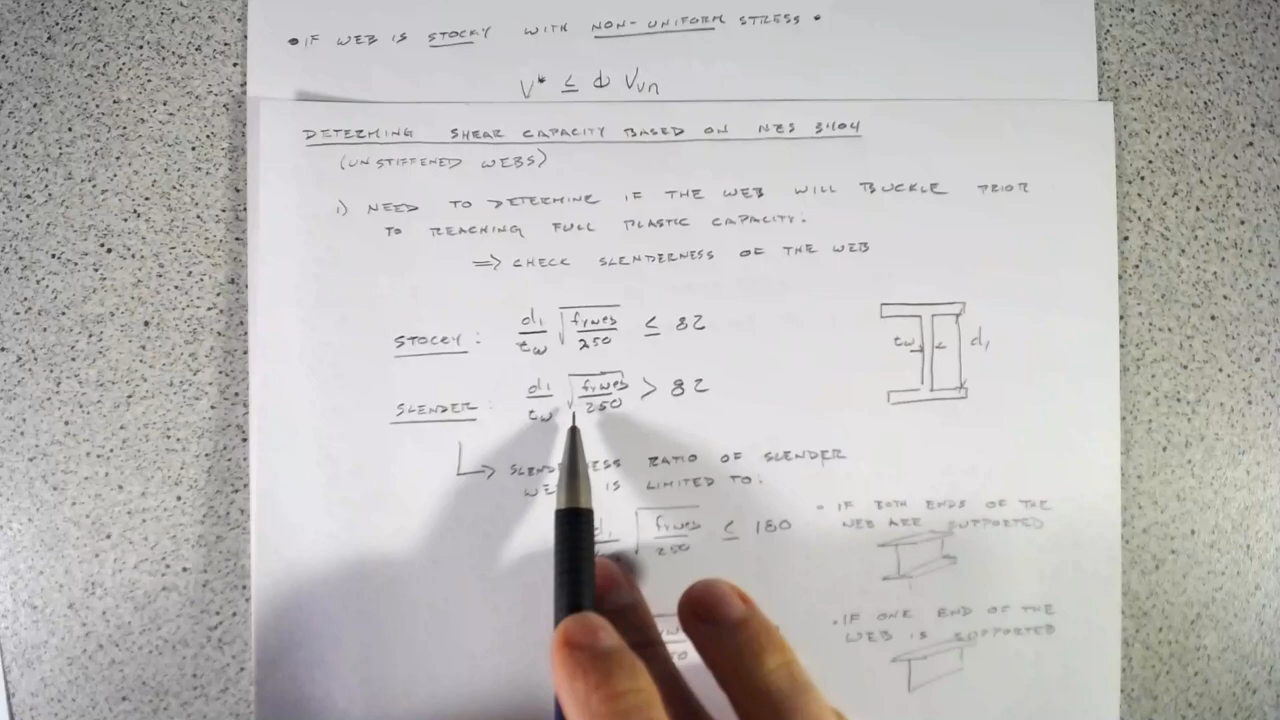 • IF WEB IS STOCKY WITH NON-UNIFORM STRESS •
V* ≤ ϕ Vvn
DETERMING SHEAR CAPACITY BASED ON NZS 3404
(UNSTIFFENED WEBS)
1) NEED TO DETERMINE IF THE WEB WILL BUCKLE PRIOR
TO REACHING FULL PLASTIC CAPACITY.
⇒ CHECK SLENDERNESS OF THE WEB
STOCKY : d1/tw √(fyweb/250) ≤ 82
tw d1
SLENDER : d1/tw √(fyweb/250) > 82
SLENDERNESS RATIO OF SLENDER
IS LIMITED TO:
√(fyweb/250) ≤ 180
• IF BOTH ENDS OF THE
WEB ARE SUPPORTED
• IF ONE END OF THE
WEB IS SUPPORTED